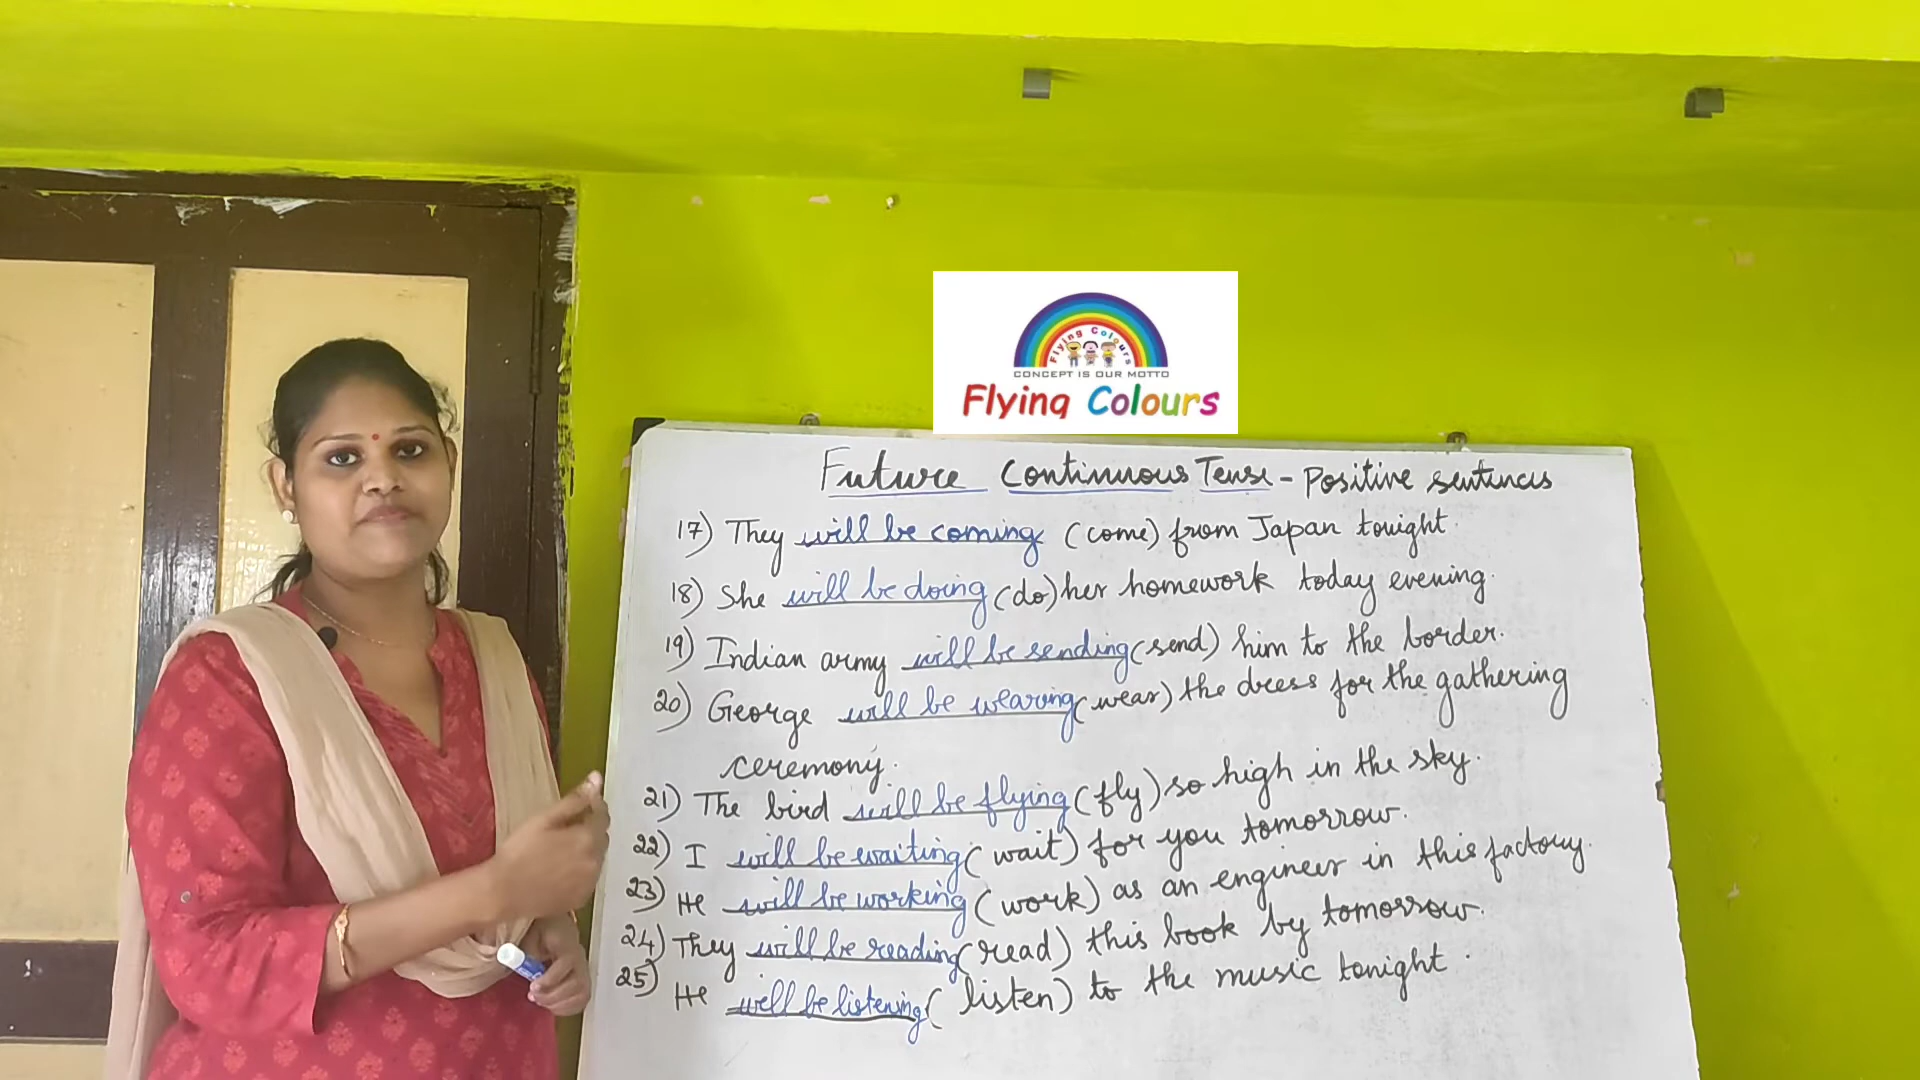 Flying Colours
CONCEPT IS OUR MOTTO
Flying Colours
Future Continuous Tense - Positive sentences
17) They will be coming (come) from Japan tonight.
18) She will be doing (do) her homework today evening.
19) Indian army will be sending (send) him to the border.
20) George will be wearing (wear) the dress for the gathering
ceremony.
21) The bird will be flying (fly) so high in the sky.
22) I will be waiting (wait) for you tomorrow.
23) He will be working (work) as an engineer in this factory.
24) They will be reading (read) this book by tomorrow.
25) He will be listening (listen) to the music tonight.